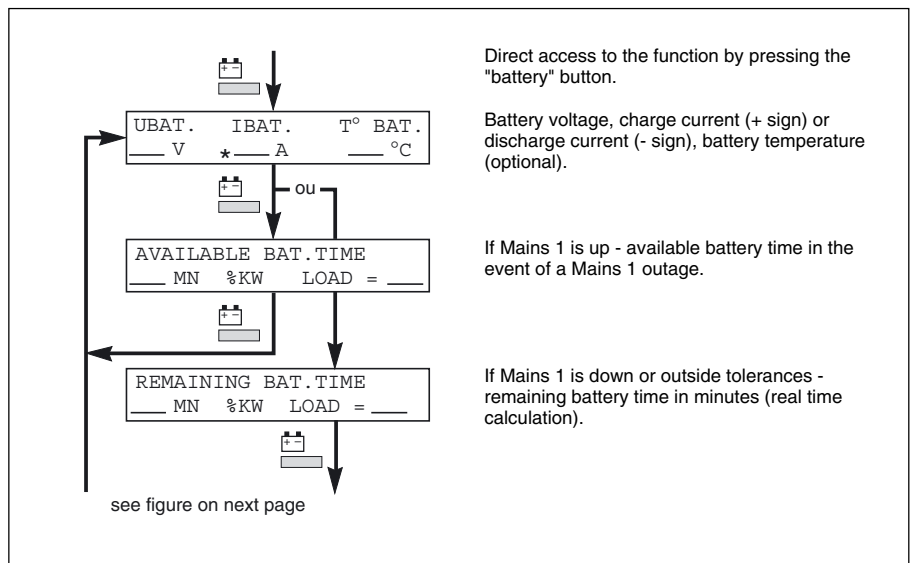 Direct access to the function by pressing the
"battery" button.
+ −
UBAT. IBAT. T° BAT.
___ V *___ A ___ °C
Battery voltage, charge current (+ sign) or
discharge current (- sign), battery temperature
(optional).
+ −
ou
AVAILABLE BAT.TIME
___ MN %KW LOAD = ___
If Mains 1 is up - available battery time in the
event of a Mains 1 outage.
+ −
REMAINING BAT.TIME
___ MN %KW LOAD = ___
If Mains 1 is down or outside tolerances -
remaining battery time in minutes (real time
calculation).
+ −
see figure on next page